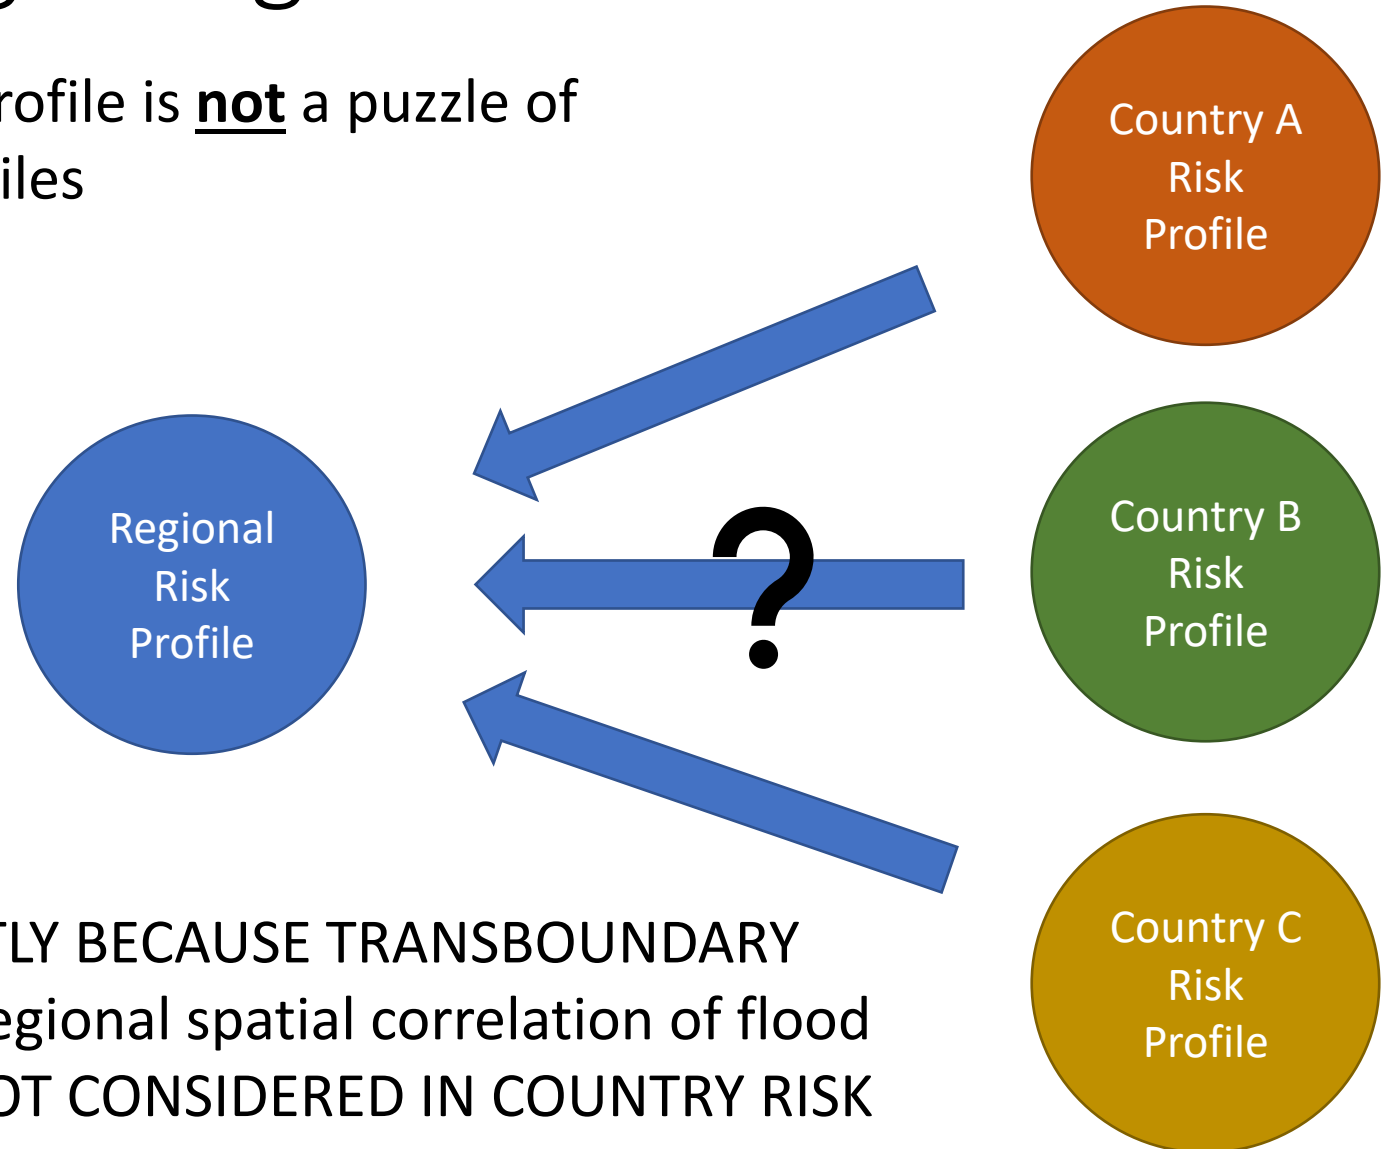 rofile is not a puzzle of
iles
Country A
Risk
Profile
Regional
Risk
Profile
?
Country B
Risk
Profile
Country C
Risk
Profile
TLY BECAUSE TRANSBOUNDARY
egional spatial correlation of flood
OT CONSIDERED IN COUNTRY RISK